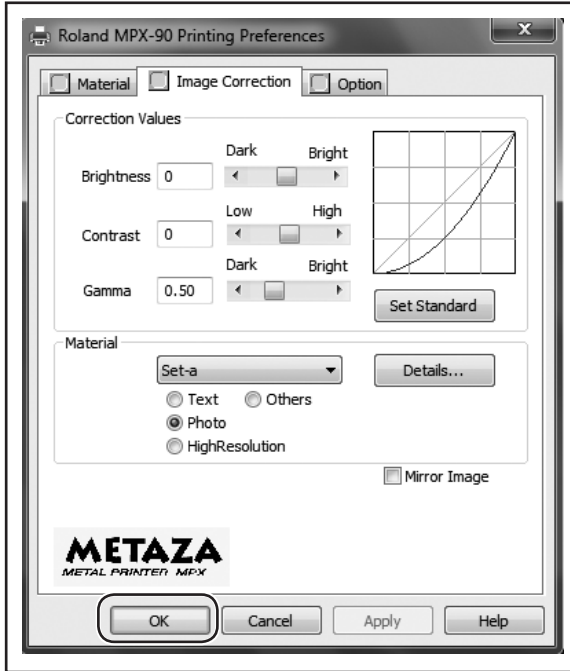 Roland MPX-90 Printing Preferences X
Material Image Correction Option
Correction Values
Dark Bright
Brightness 0
Low High
Contrast 0
Dark Bright
Gamma 0.50
Set Standard
Material
Set-a Details...
Text Others
Photo
HighResolution
Mirror Image
METAZA
METAL PRINTER MPX
OK Cancel Apply Help